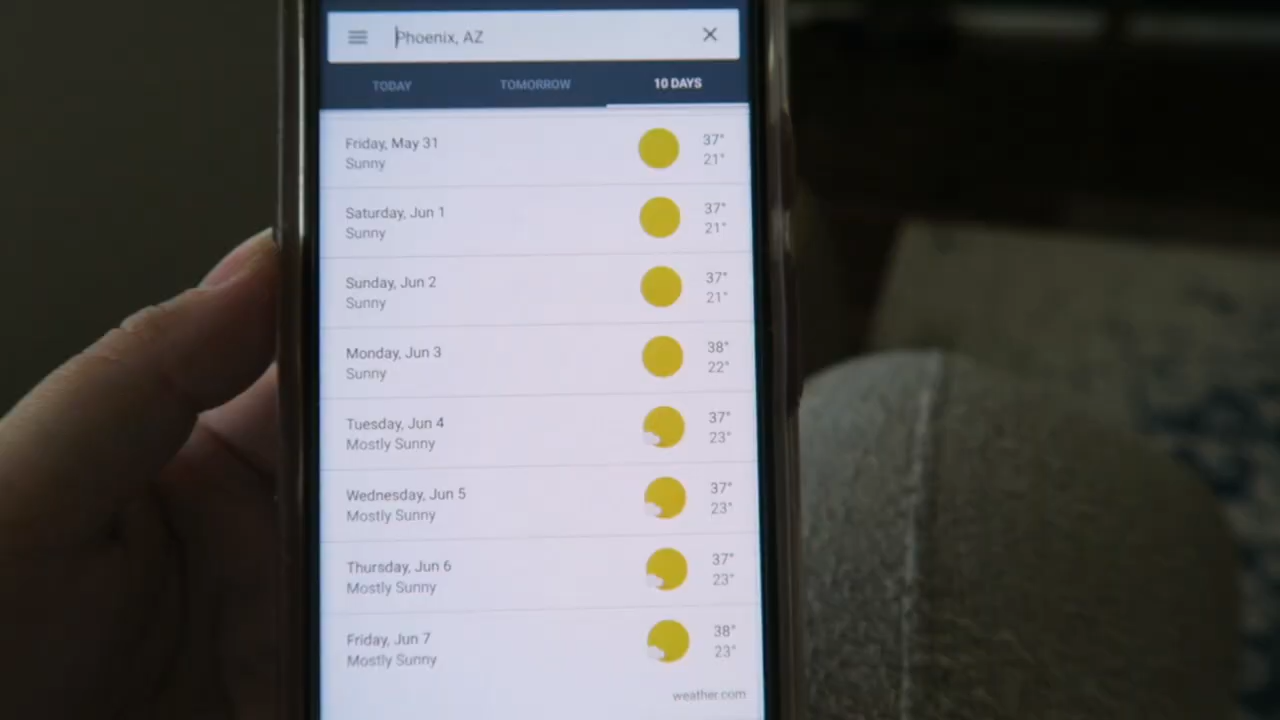 Phoenix, AZ
TODAY TOMORROW 10 DAYS
Friday, May 31
Sunny
37°
21°
Saturday, Jun 1
Sunny
37°
21°
Sunday, Jun 2
Sunny
37°
21°
Monday, Jun 3
Sunny
38°
22°
Tuesday, Jun 4
Mostly Sunny
37°
23°
Wednesday, Jun 5
Mostly Sunny
37°
23°
Thursday, Jun 6
Mostly Sunny
37°
23°
Friday, Jun 7
Mostly Sunny
38°
23°
weather.com